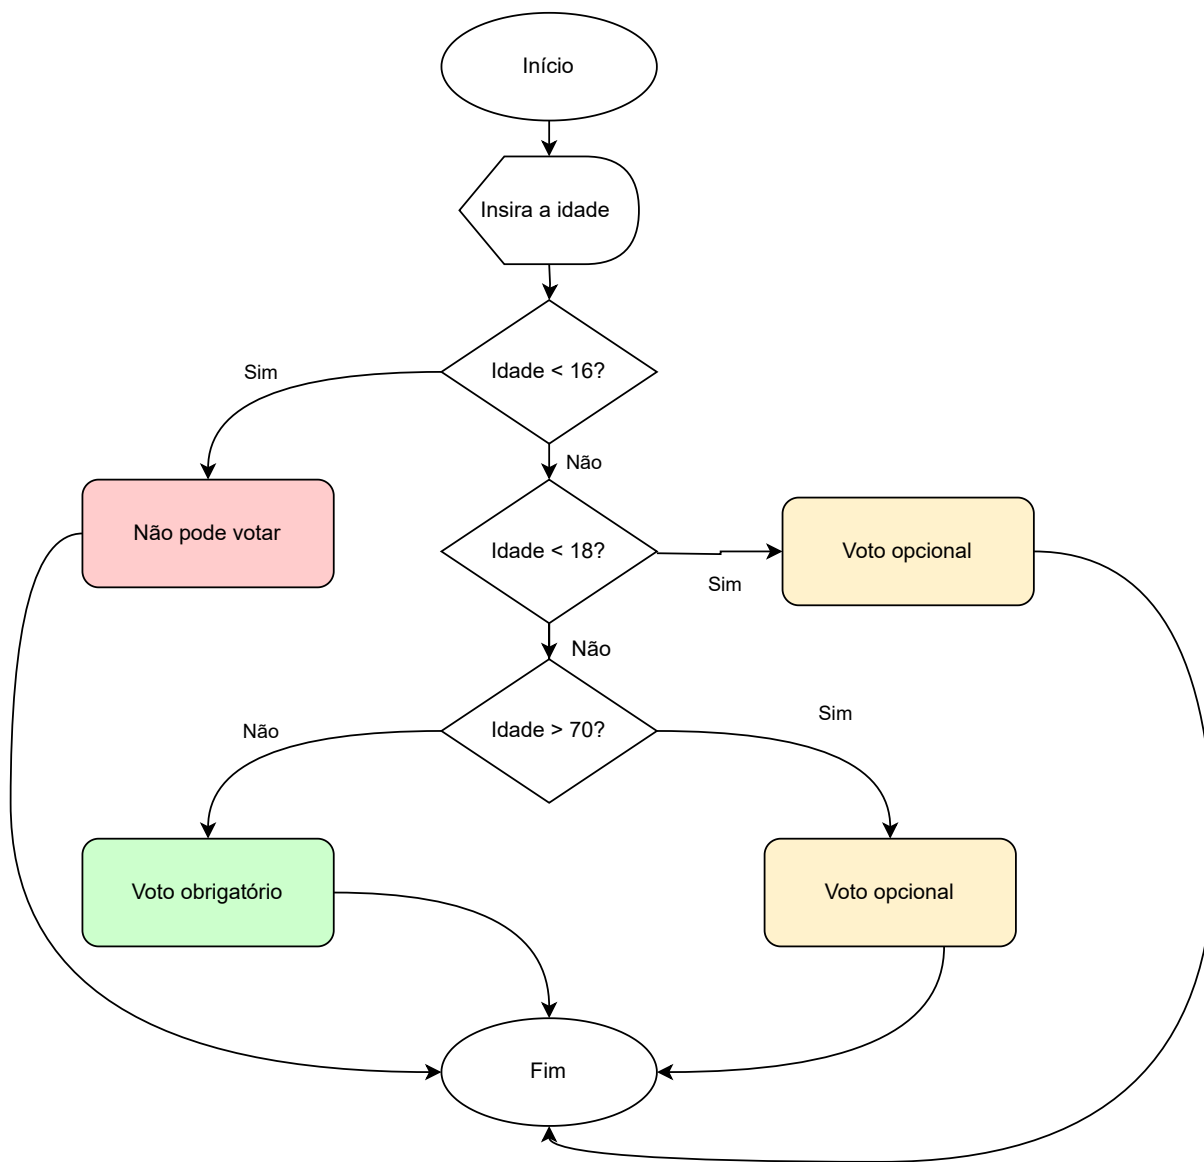 Início
Insira a idade
Idade < 16?
Sim
Não
Não pode votar
Idade < 18?
Sim
Voto opcional
Não
Idade > 70?
Não
Sim
Voto obrigatório
Voto opcional
Fim